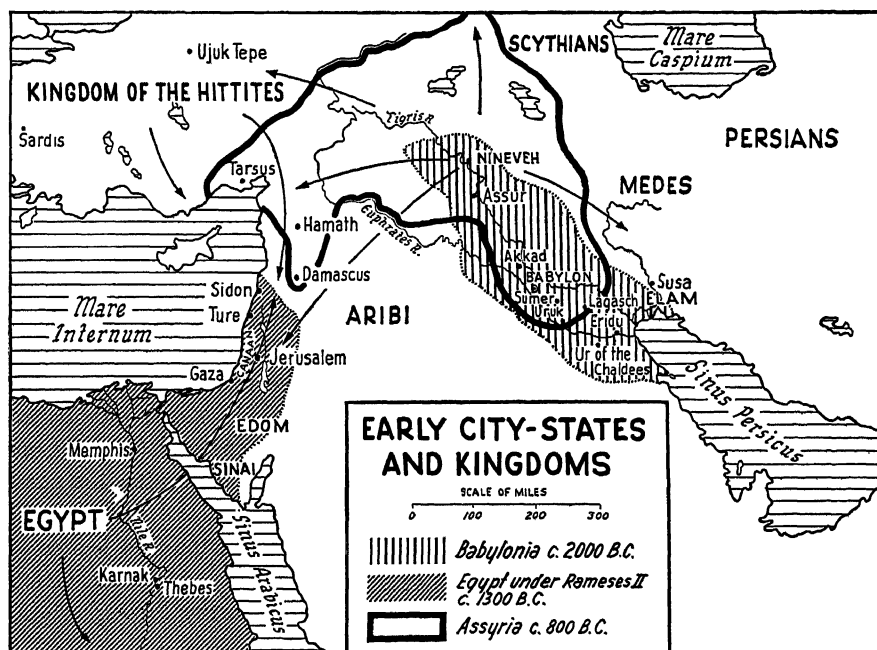 Ujuk Tepe
SCYTHIANS
Mare
Caspium
KINGDOM OF THE HITTITES
Sardis
Tigris R.
PERSIANS
Tarsus
NINEVEH
MEDES
Assur
Hamath
Euphrates R.
Damascus
Akkad
BABYLON
Susa
ELAM
Sumer
Uruk
Lagasch
Eridu
Sidon
Ture
ARIBI
Mare
Internum
CANAAN
Jerusalem
Gaza
Ur of the
Chaldees
Sinus Persicus
EDOM
Memphis
SINAI
EGYPT
Nile R.
Sinus
Arabicus
Karnak
Thebes
EARLY CITY-STATES
AND KINGDOMS
SCALE OF MILES
0 100 200 300
Babylonia c. 2000 B.C.
Egypt under Rameses II
c. 1300 B.C.
Assyria c. 800 B.C.